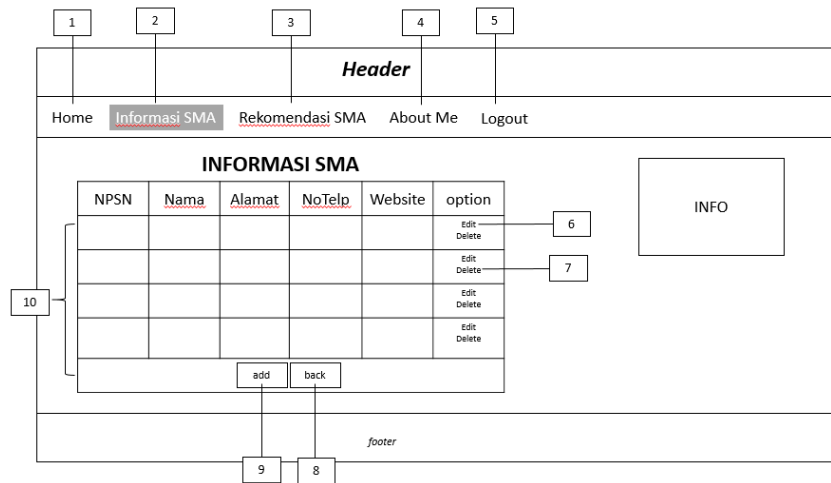 1 2 3 4 5
Header
Home Informasi SMA Rekomendasi SMA About Me Logout
INFORMASI SMA
NPSN Nama Alamat NoTelp Website option
INFO
Edit
Delete
6
Edit
Delete
7
Edit
Delete
10
Edit
Delete
add back
footer
9 8